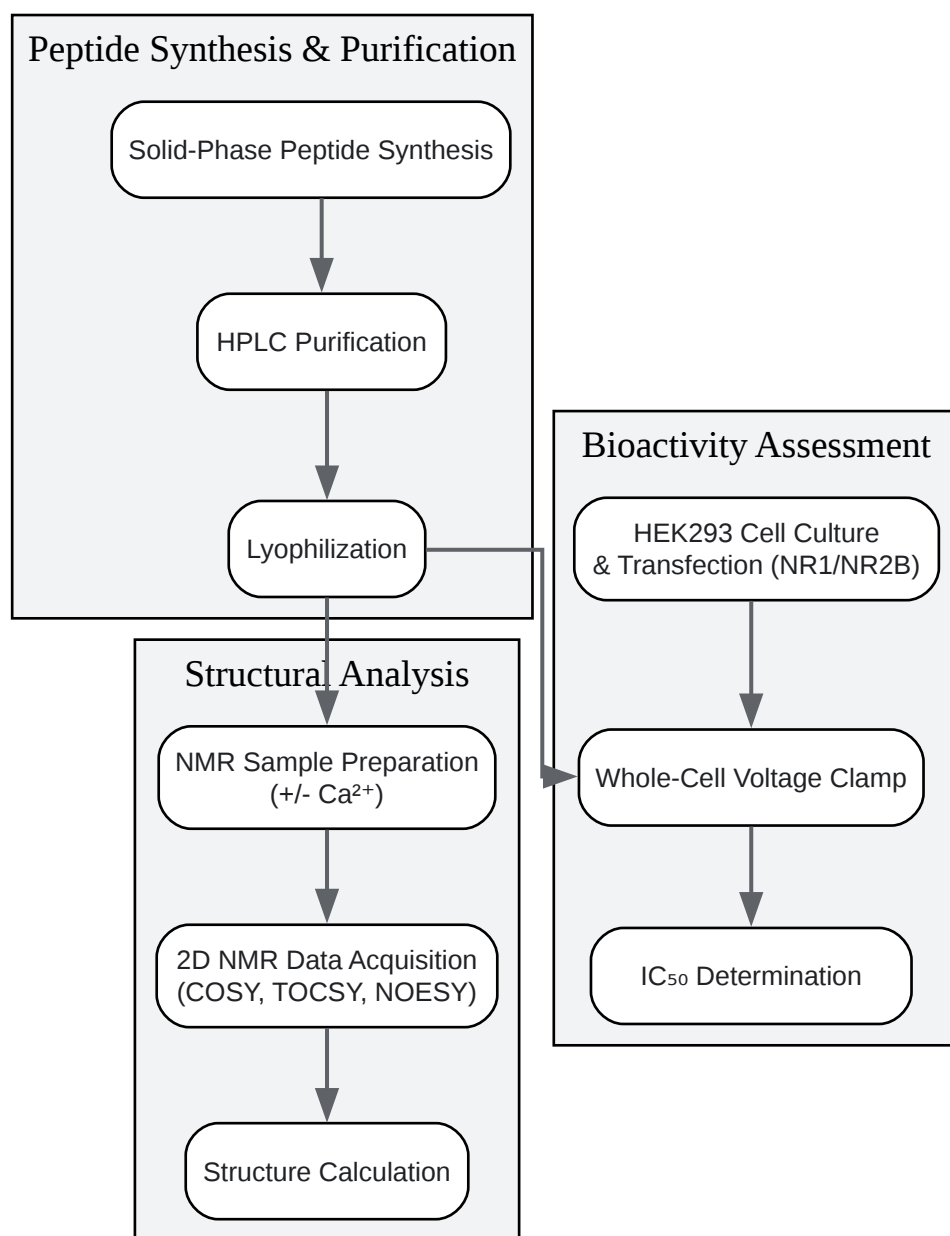 Peptide Synthesis & Purification
Solid-Phase Peptide Synthesis
HPLC Purification
Lyophilization
Bioactivity Assessment
HEK293 Cell Culture
& Transfection (NR1/NR2B)
Whole-Cell Voltage Clamp
IC₅₀ Determination
Structural Analysis
NMR Sample Preparation
(+/- Ca²⁺)
2D NMR Data Acquisition
(COSY, TOCSY, NOESY)
Structure Calculation